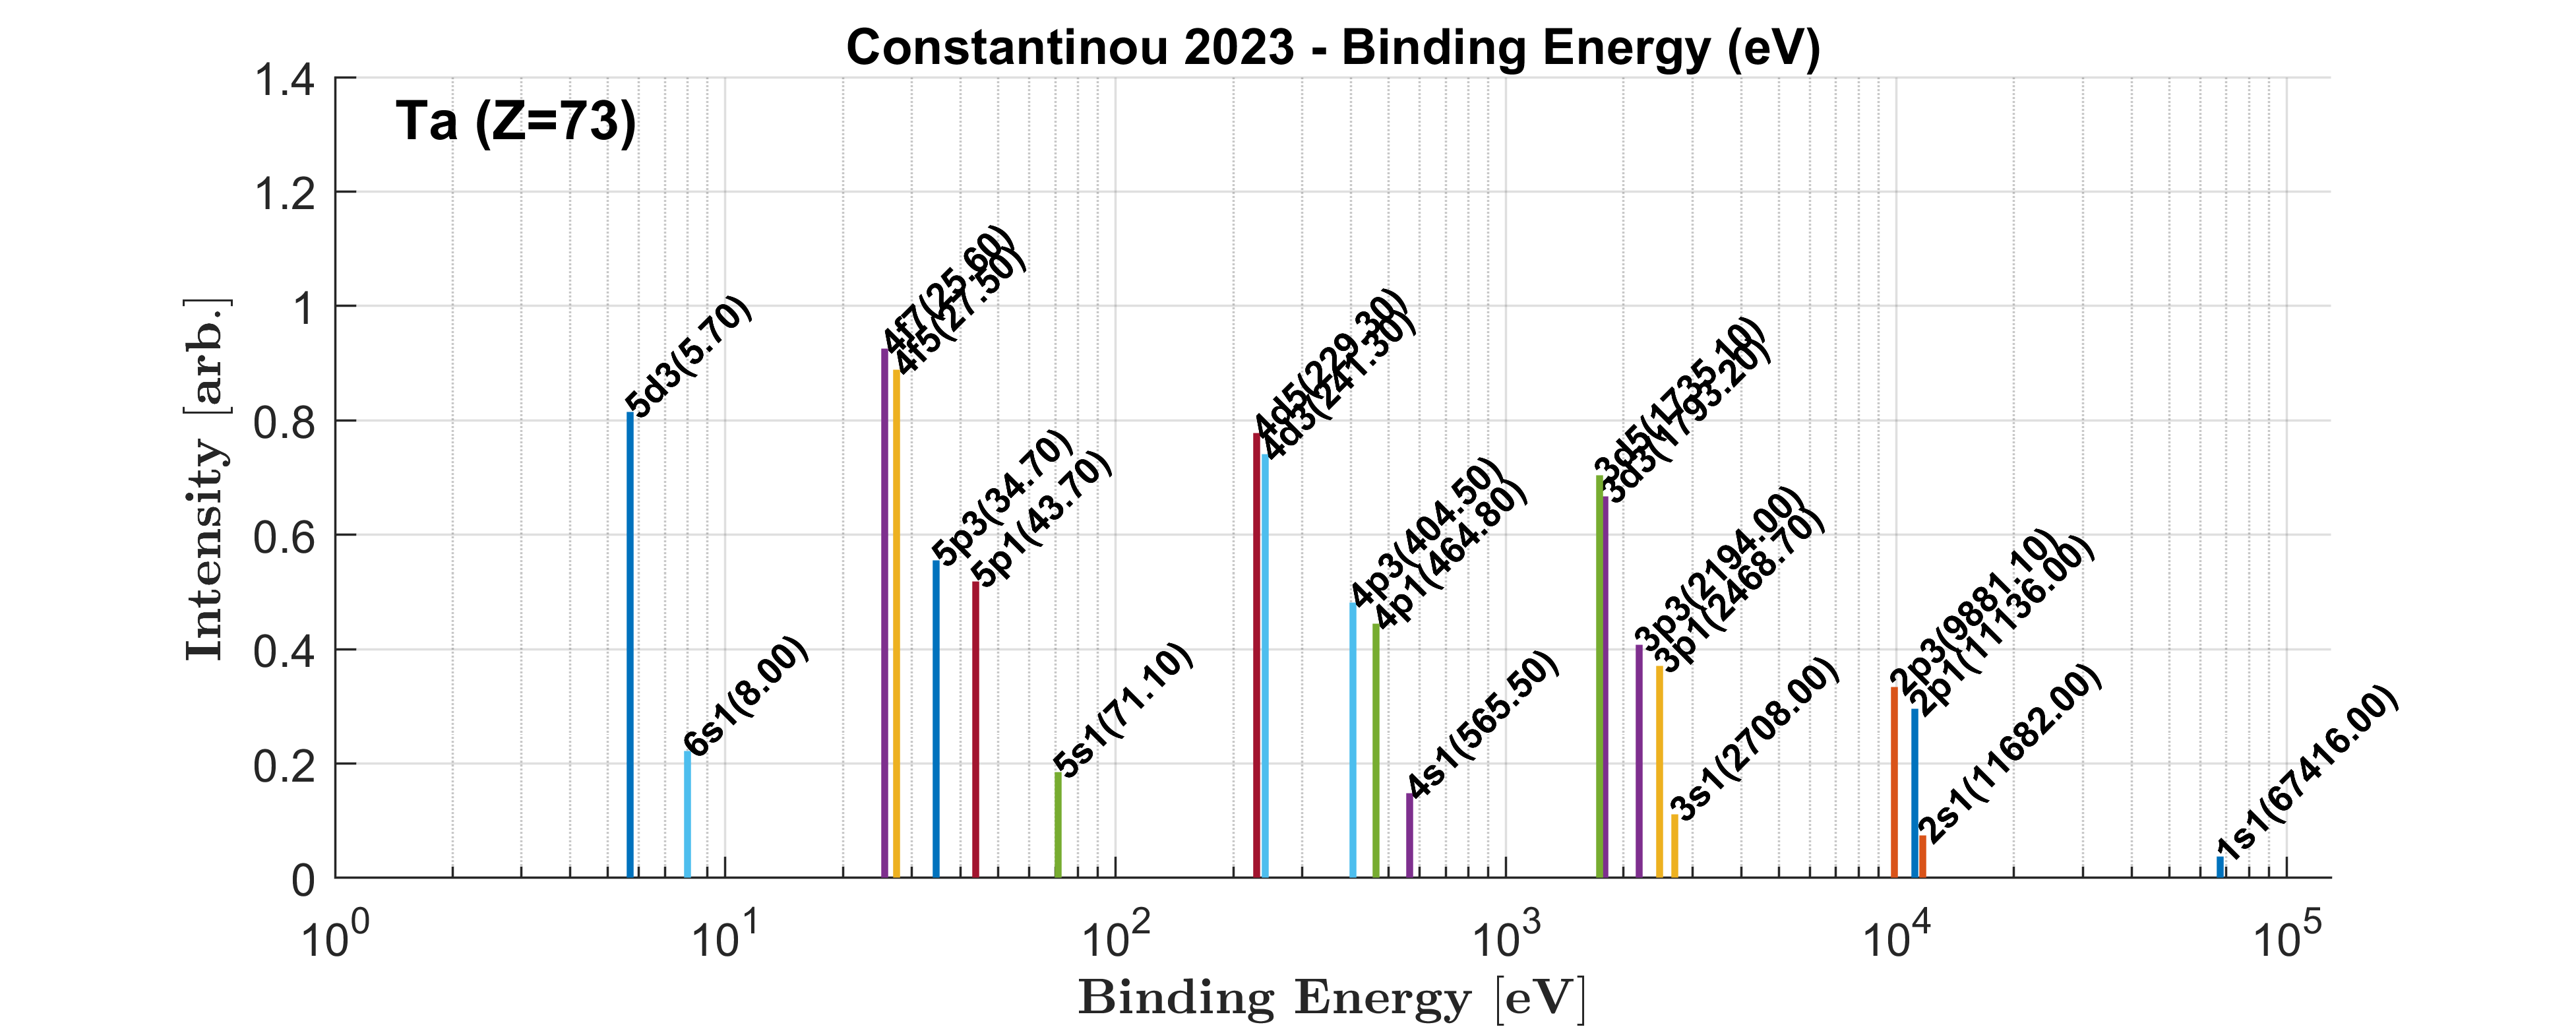 Constantinou 2023 - Binding Energy (eV)
Ta (Z=73)
Intensity [arb.]
1.4
1.2
1
0.8
0.6
0.4
0.2
0
5d3(5.70)
6s1(8.00)
4f7(25.60)
4f5(27.50)
5p3(34.70)
5p1(43.70)
5s1(71.10)
4d5(229.30)
4d3(241.30)
4p3(404.50)
4p1(464.80)
4s1(565.50)
3d5(1735.10)
3d3(1793.20)
3p3(2194.00)
3p1(2468.70)
3s1(2708.00)
2p3(9881.10)
2p1(11136.00)
2s1(11682.00)
1s1(67416.00)
10^0 10^1 10^2 10^3 10^4 10^5
Binding Energy [eV]